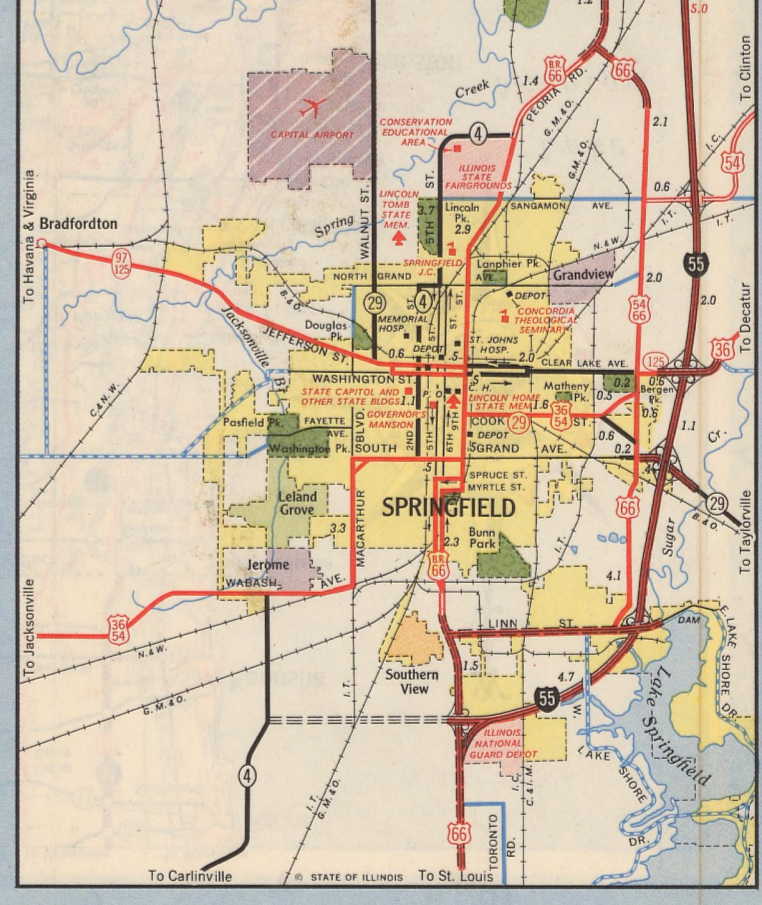 1.2
5.0
To Clinton
B.R. 66
66
1.4
PEORIA RD.
Creek
G. M. & O.
2.1
CAPITAL AIRPORT
CONSERVATION
EDUCATIONAL
AREA
4
I. C.
54
ILLINOIS
STATE
FAIRGROUNDS
G. M. & O.
To Havana & Virginia
0.6
Bradfordton
WALNUT ST.
LINCOLN
TOMB
STATE
MEM.
3.7
5TH ST.
Lincoln
Pk.
2.9
SANGAMON AVE.
I. T.
I. T.
Spring
N. & W.
97
125
SPRINGFIELD
J.C.
Lanphier Pk.
AVE.
Grandview
55
NORTH GRAND
2.0
B. & O.
29
4
ST.
ST.
DEPOT
54
66
2.0
To Decatur
Jacksonville Br.
Douglas
Pk.
MEMORIAL
HOSP.
CONCORDIA
THEOLOGICAL
SEMINARY
JEFFERSON ST.
0.6
DEPOT
ST.
ST. JOHNS
HOSP.
.5
2.0
CLEAR LAKE AVE.
125
36
C. & N. W.
WASHINGTON ST.
C. H.
0.2
0.6
STATE CAPITOL AND
OTHER STATE BLDGS.
1.1
P. O.
LINCOLN HOME
STATE MEM.
Matheny
Pk.
0.5
Bergen
Pk.
1.6
36
54
0.6
Pasfield Pk.
FAYETTE
AVE.
GOVERNOR'S
MANSION
COOK ST.
29
0.6
1.1
Washington Pk.
BLVD.
2ND
5TH
6TH
9TH
DEPOT
.5
SOUTH GRAND AVE.
0.2
.5
.4
SPRUCE ST.
MYRTLE ST.
Leland
Grove
SPRINGFIELD
66
29
B. & O.
3.3
MACARTHUR
2.3
Bunn
Park
I. T.
Sugar Cr.
To Taylorville
Jerome
B.R. 66
WABASH AVE.
4.1
To Jacksonville
36
54
LINN ST.
DAM
E. LAKE SHORE DR.
N. & W.
Southern
View
1.5
4.7
55
Lake Springfield
G. M. & O.
I. T.
W. LAKE SHORE DR.
ILLINOIS
NATIONAL
GUARD DEPOT
4
I. T.
G. M. & O.
I. C.
C. & I. M.
66
TORONTO RD.
To Carlinville
© STATE OF ILLINOIS
To St. Louis